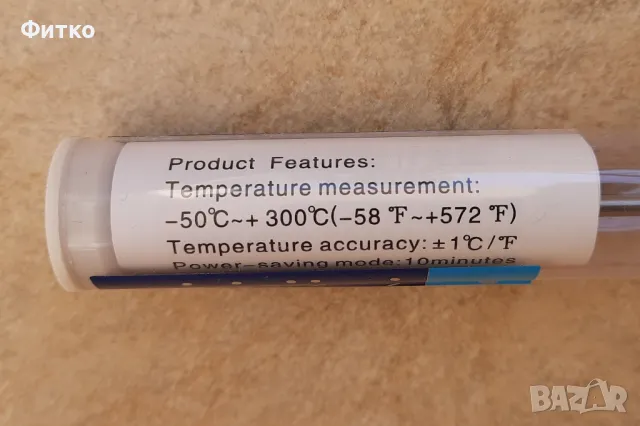 Фитко
Product Features:
Temperature measurement:
-50℃~+ 300℃(-58 ℉~+572 ℉)
Temperature accuracy: ±1℃/℉
Power-saving mode:10minutes
BAZAR